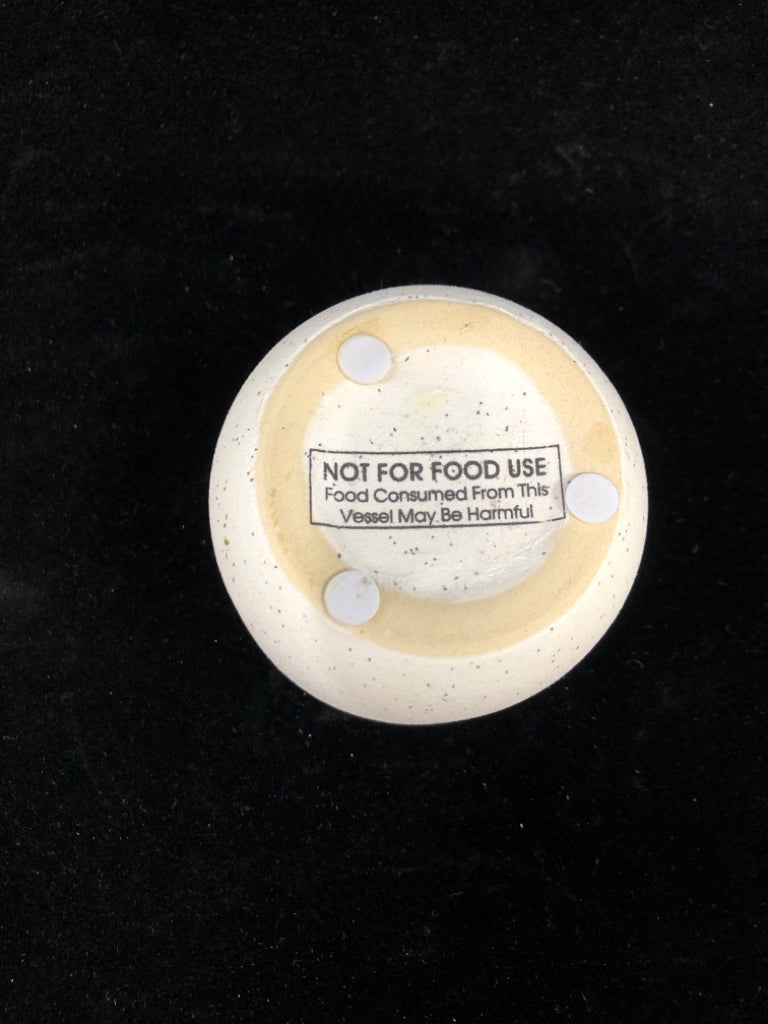 NOT FOR FOOD USE
Food Consumed From This
Vessel May Be Harmful